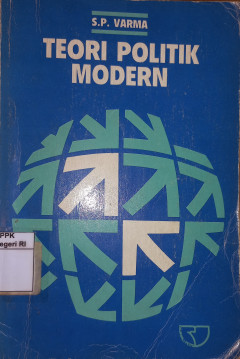 S.P. VARMA
TEORI POLITIK
MODERN
PPK
egeri RI